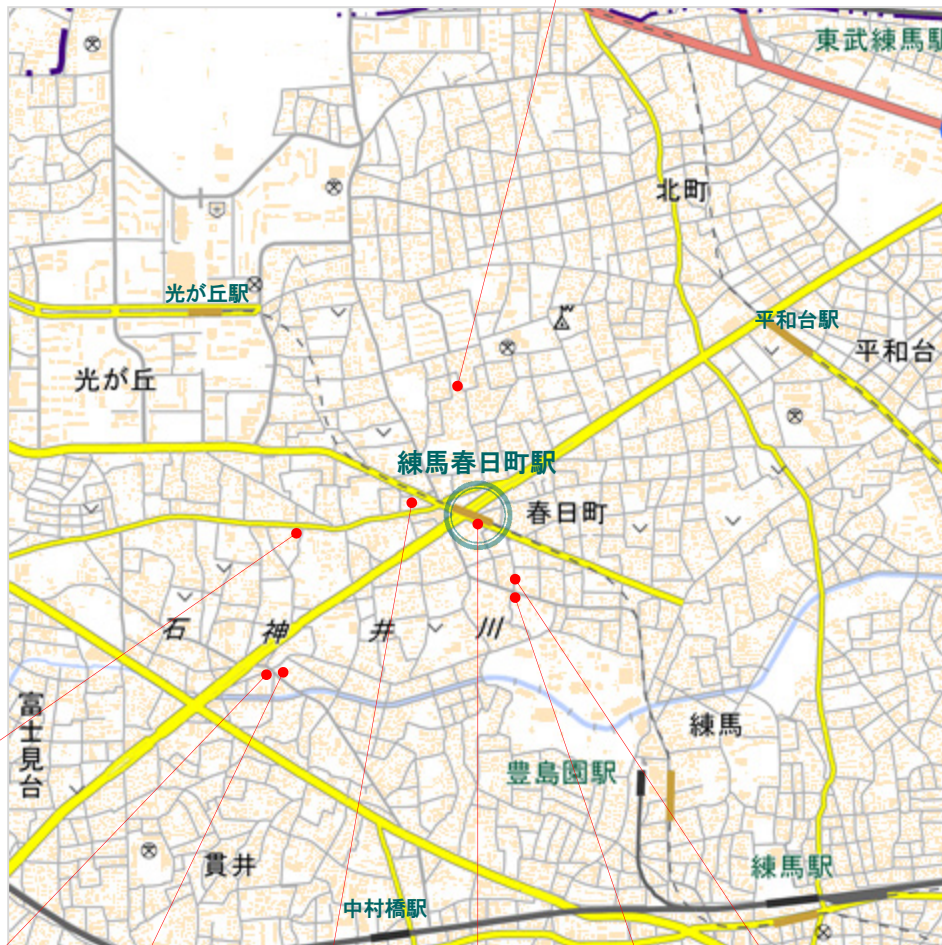 東武練馬駅
北町
光が丘駅
平和台駅
平和台
光が丘
練馬春日町駅
春日町
石神井川
富士見台
練馬
豊島園駅
貫井
練馬駅
中村橋駅